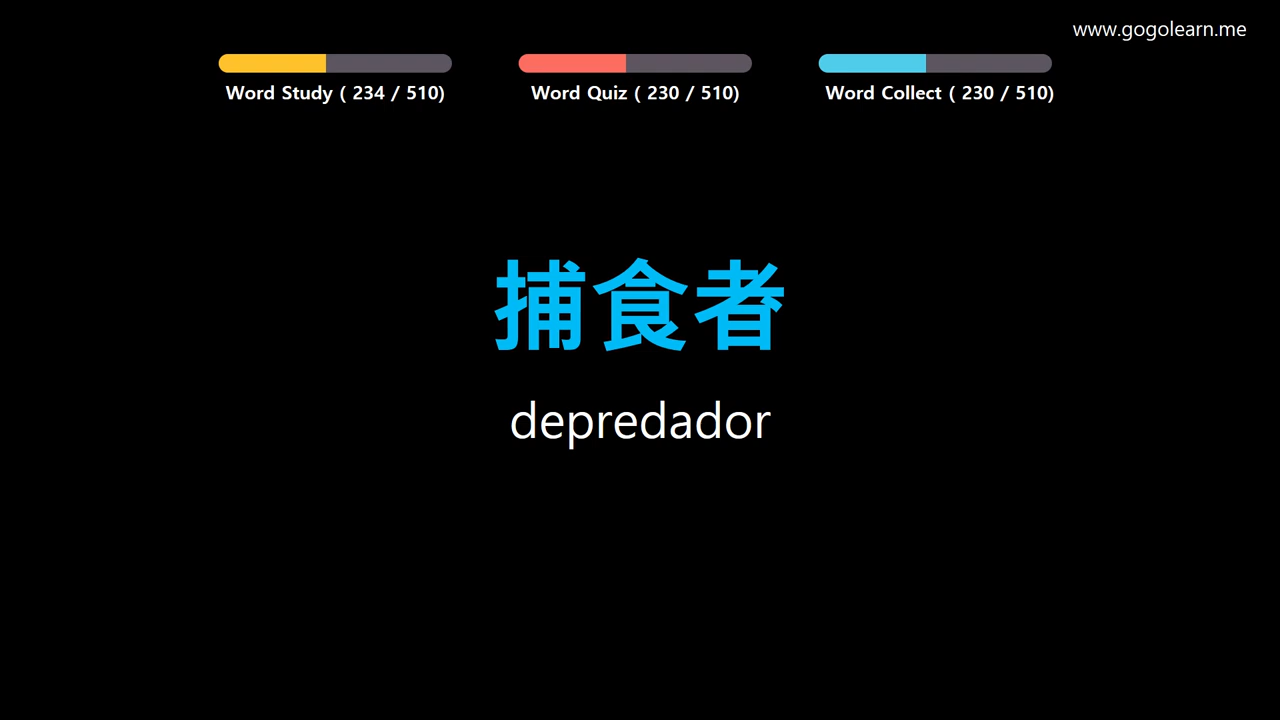 www.gogolearn.me
Word Study ( 234 / 510)
Word Quiz ( 230 / 510)
Word Collect ( 230 / 510)
捕食者
depredador